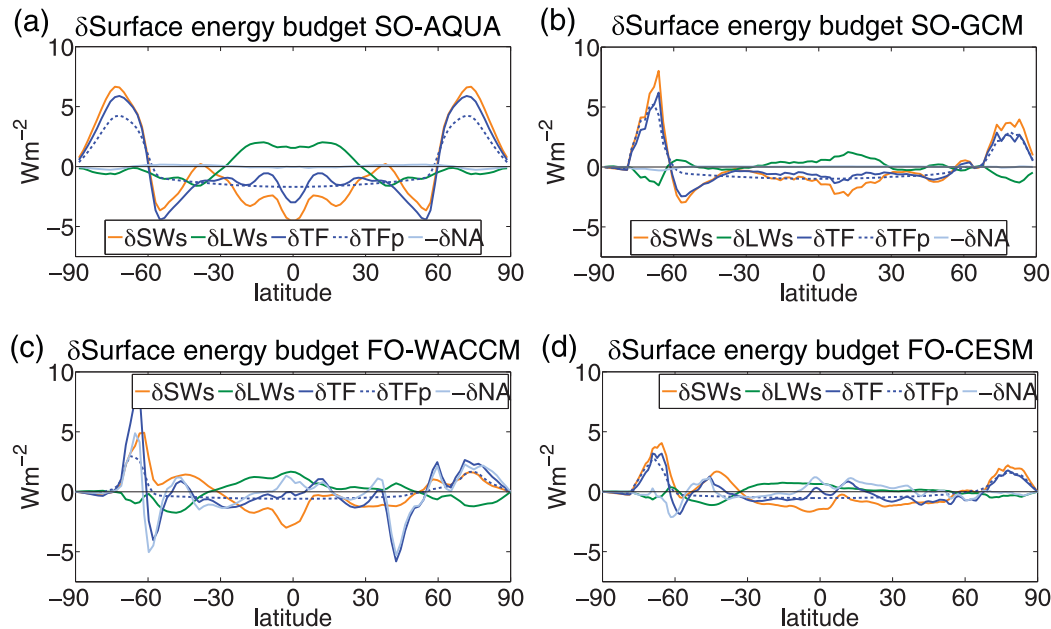 (a) δSurface energy budget SO-AQUA
10
5
0
−5
Wm−2
δSWs δLWs δTF δTFp −δNA
−90 −60 −30 0 30 60 90
latitude
(b) δSurface energy budget SO-GCM
10
5
0
−5
Wm−2
δSWs δLWs δTF δTFp −δNA
−90 −30 0 30 60 90
latitude
(c) δSurface energy budget FO-WACCM
10
5
0
−5
Wm−2
δSWs δLWs δTF δTFp −δNA
−90 −60 −30 0 30 60 90
latitude
(d) δSurface energy budget FO-CESM
10
5
0
−5
Wm−2
δSWs δLWs δTF δTFp −δNA
−90 −30 0 30 60 90
latitude